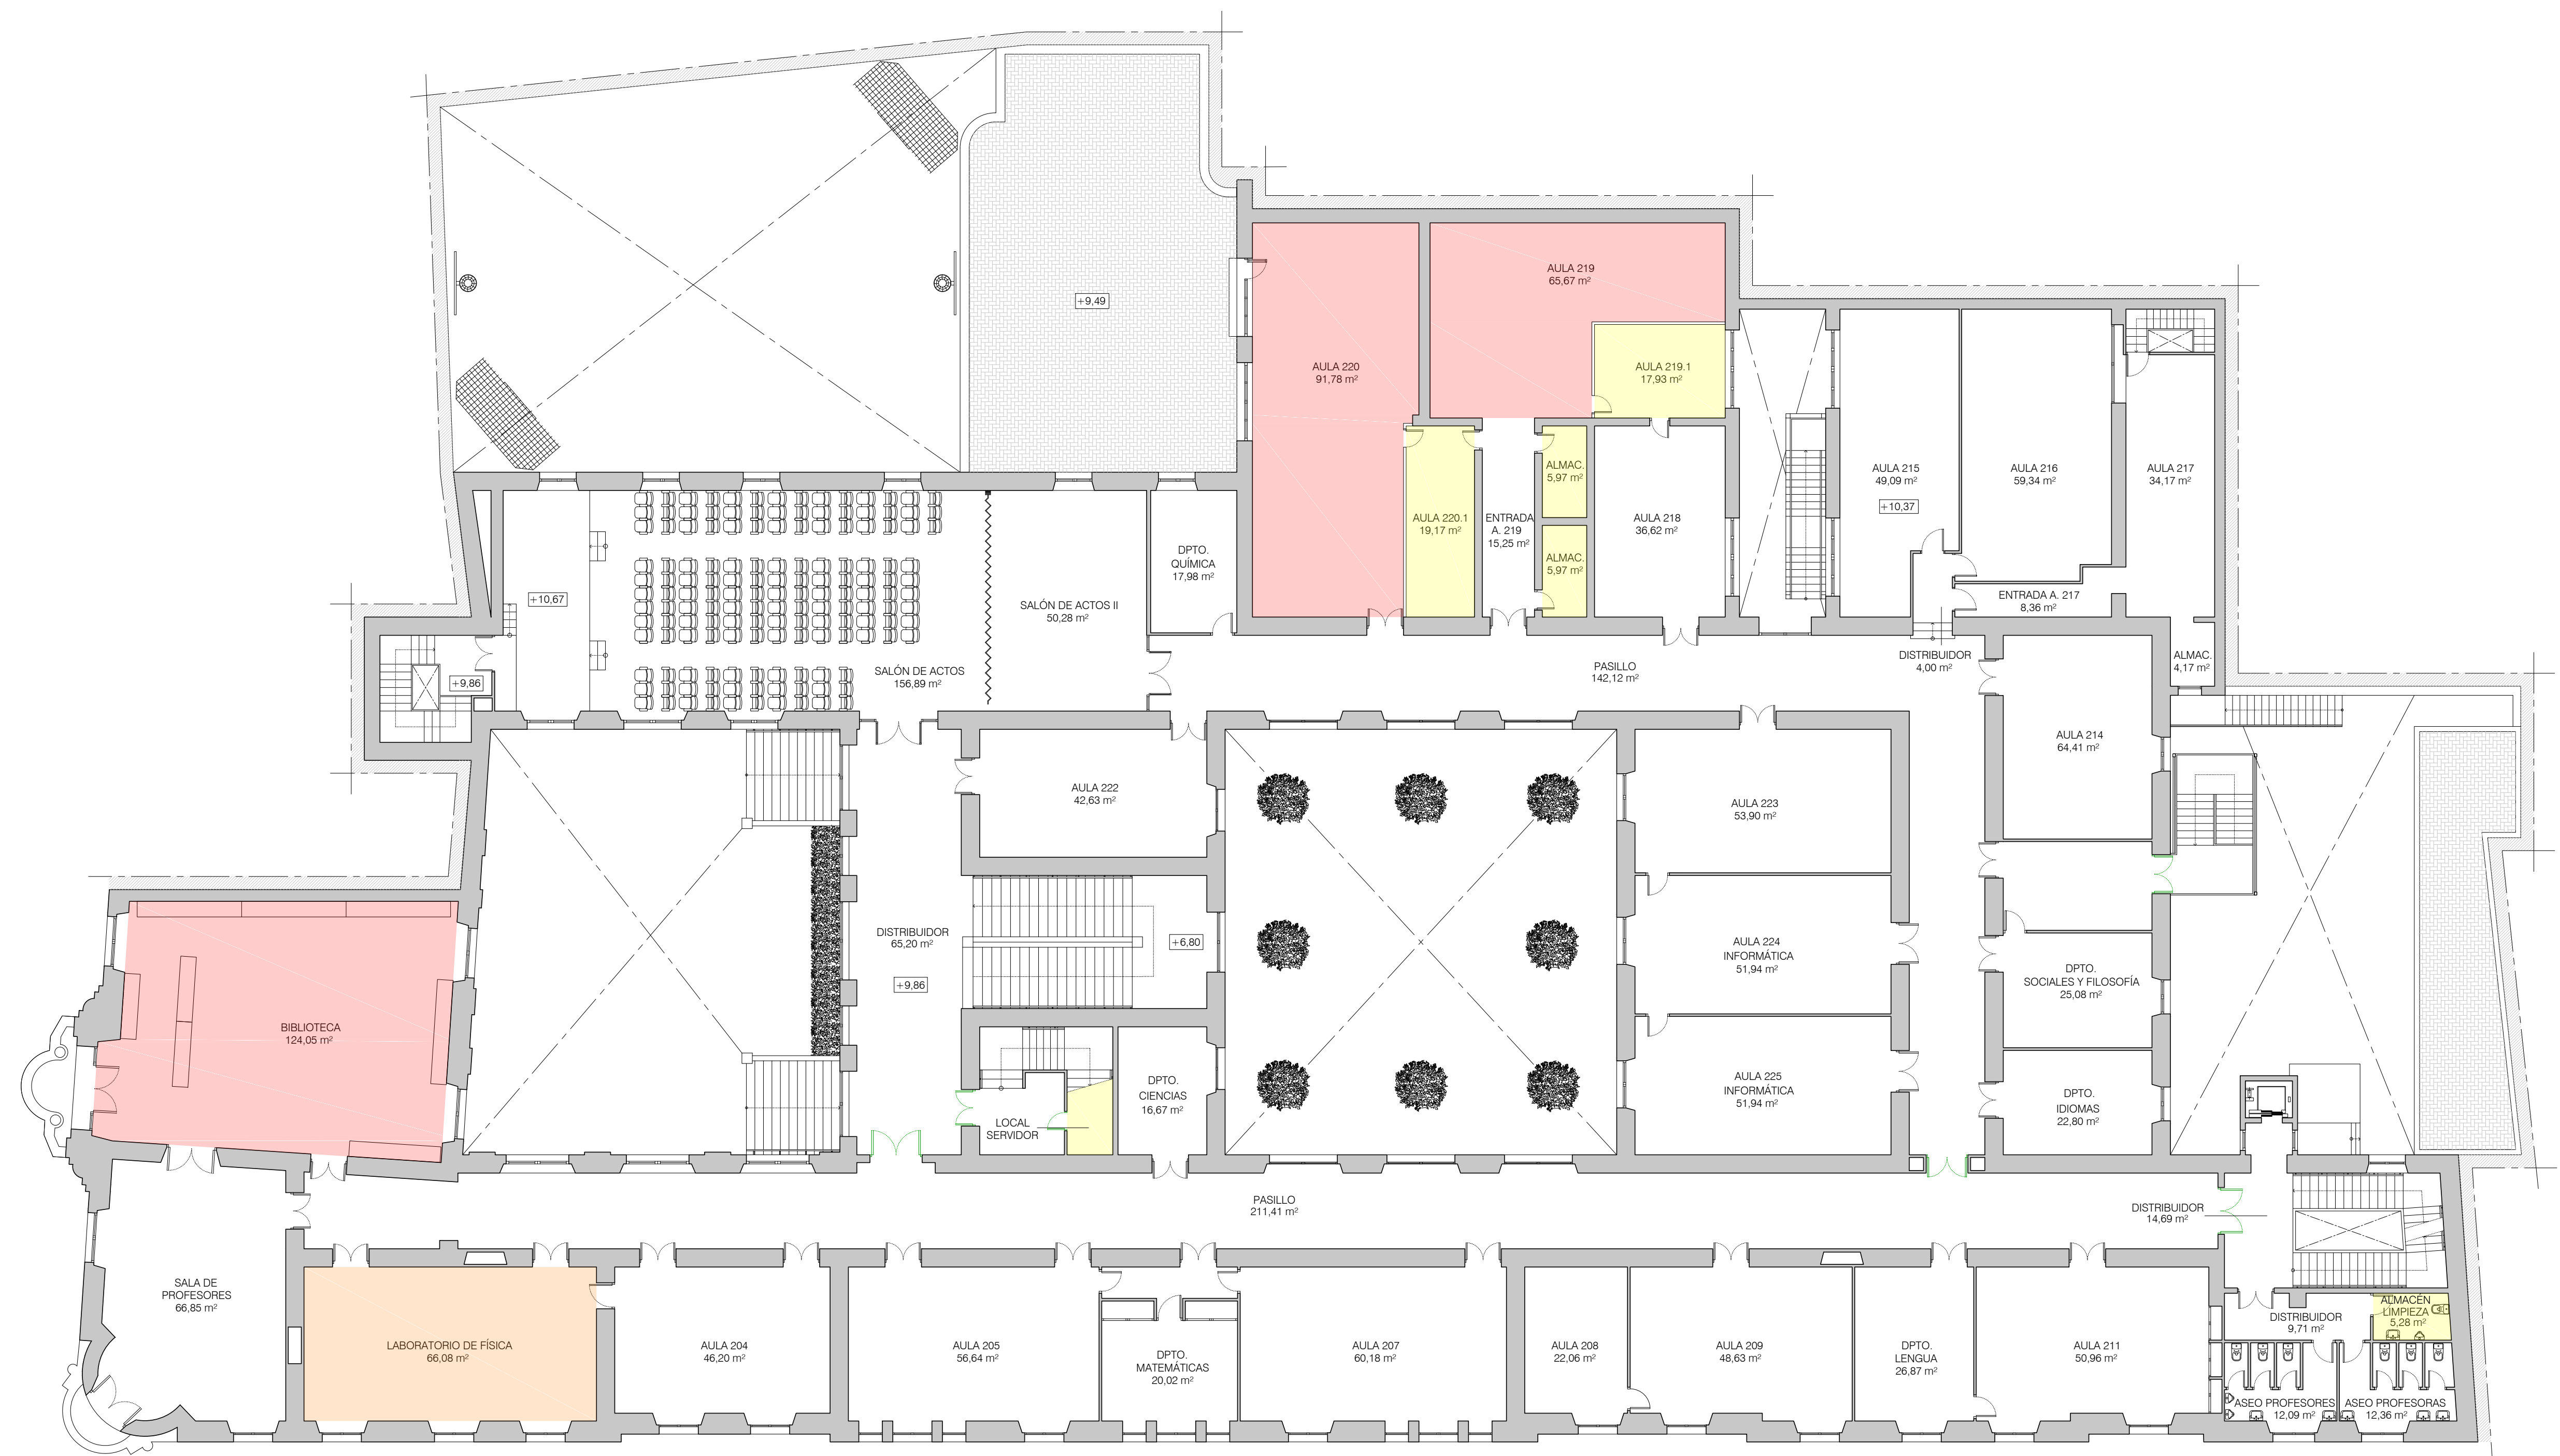 +9,49
AULA 219
65,67 m²
AULA 220
91,78 m²
AULA 219.1
17,93 m²
AULA 215
49,09 m²
+10,37
AULA 216
59,34 m²
AULA 217
34,17 m²
ALMAC.
5,97 m²
AULA 220.1
19,17 m²
ENTRADA
A. 219
15,25 m²
AULA 218
36,62 m²
ALMAC.
5,97 m²
DPTO.
QUÍMICA
17,98 m²
+10,67
SALÓN DE ACTOS II
50,28 m²
ENTRADA A. 217
8,36 m²
+9,86
SALÓN DE ACTOS
156,89 m²
PASILLO
142,12 m²
DISTRIBUIDOR
4,00 m²
ALMAC.
4,17 m²
AULA 214
64,41 m²
AULA 222
42,63 m²
AULA 223
53,90 m²
DISTRIBUIDOR
65,20 m²
+9,86
+6,80
AULA 224
INFORMÁTICA
51,94 m²
DPTO.
SOCIALES Y FILOSOFÍA
25,08 m²
BIBLIOTECA
124,05 m²
LOCAL
SERVIDOR
DPTO.
CIENCIAS
16,67 m²
AULA 225
INFORMÁTICA
51,94 m²
DPTO.
IDIOMAS
22,80 m²
PASILLO
211,41 m²
DISTRIBUIDOR
14,69 m²
SALA DE
PROFESORES
66,85 m²
LABORATORIO DE FÍSICA
66,08 m²
AULA 204
46,20 m²
AULA 205
56,64 m²
DPTO.
MATEMÁTICAS
20,02 m²
AULA 207
60,18 m²
AULA 208
22,06 m²
AULA 209
48,63 m²
DPTO.
LENGUA
26,87 m²
AULA 211
50,96 m²
DISTRIBUIDOR
9,71 m²
ALMACÉN
LIMPIEZA
5,28 m²
ASEO PROFESORES
12,09 m²
ASEO PROFESORAS
12,36 m²